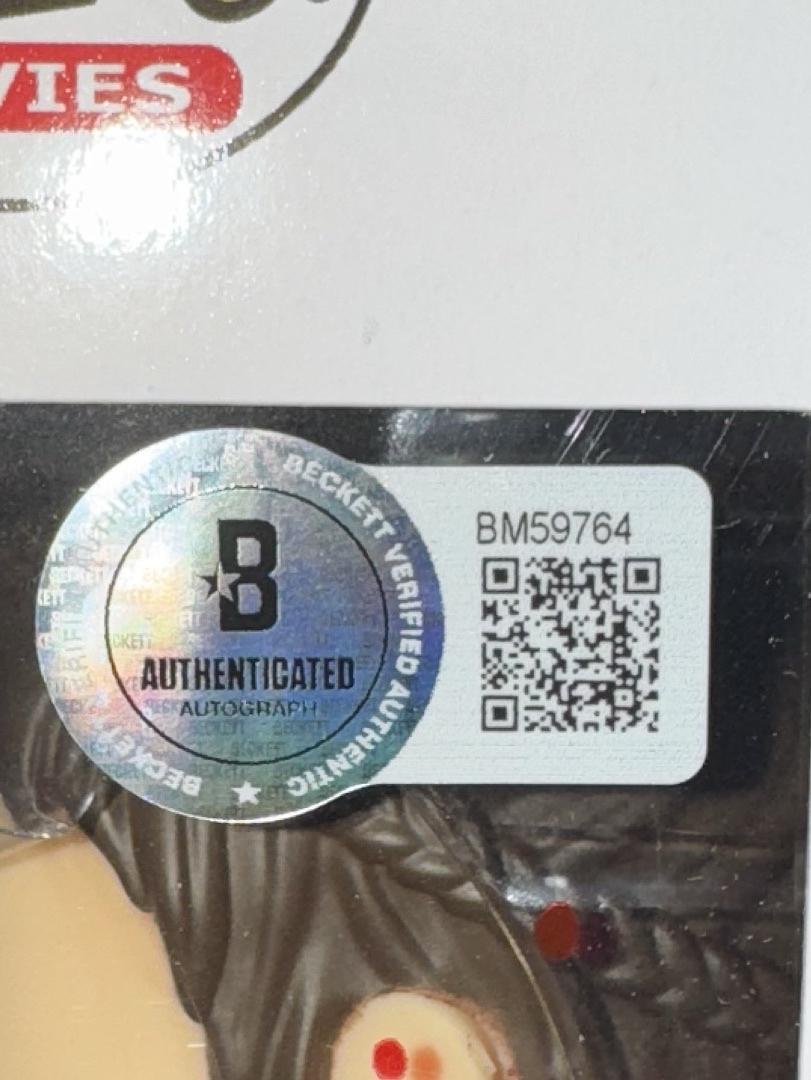 VIES
BECKETT VERIFIED AUTHENTIC
BECKETT
B
AUTHENTICATED
AUTOGRAPH
BM59764